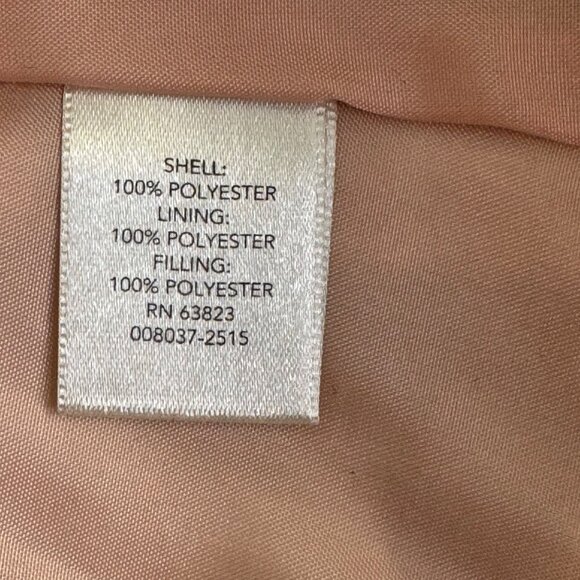 SHELL:
100% POLYESTER
LINING:
100% POLYESTER
FILLING:
100% POLYESTER
RN 63823
008037-2515